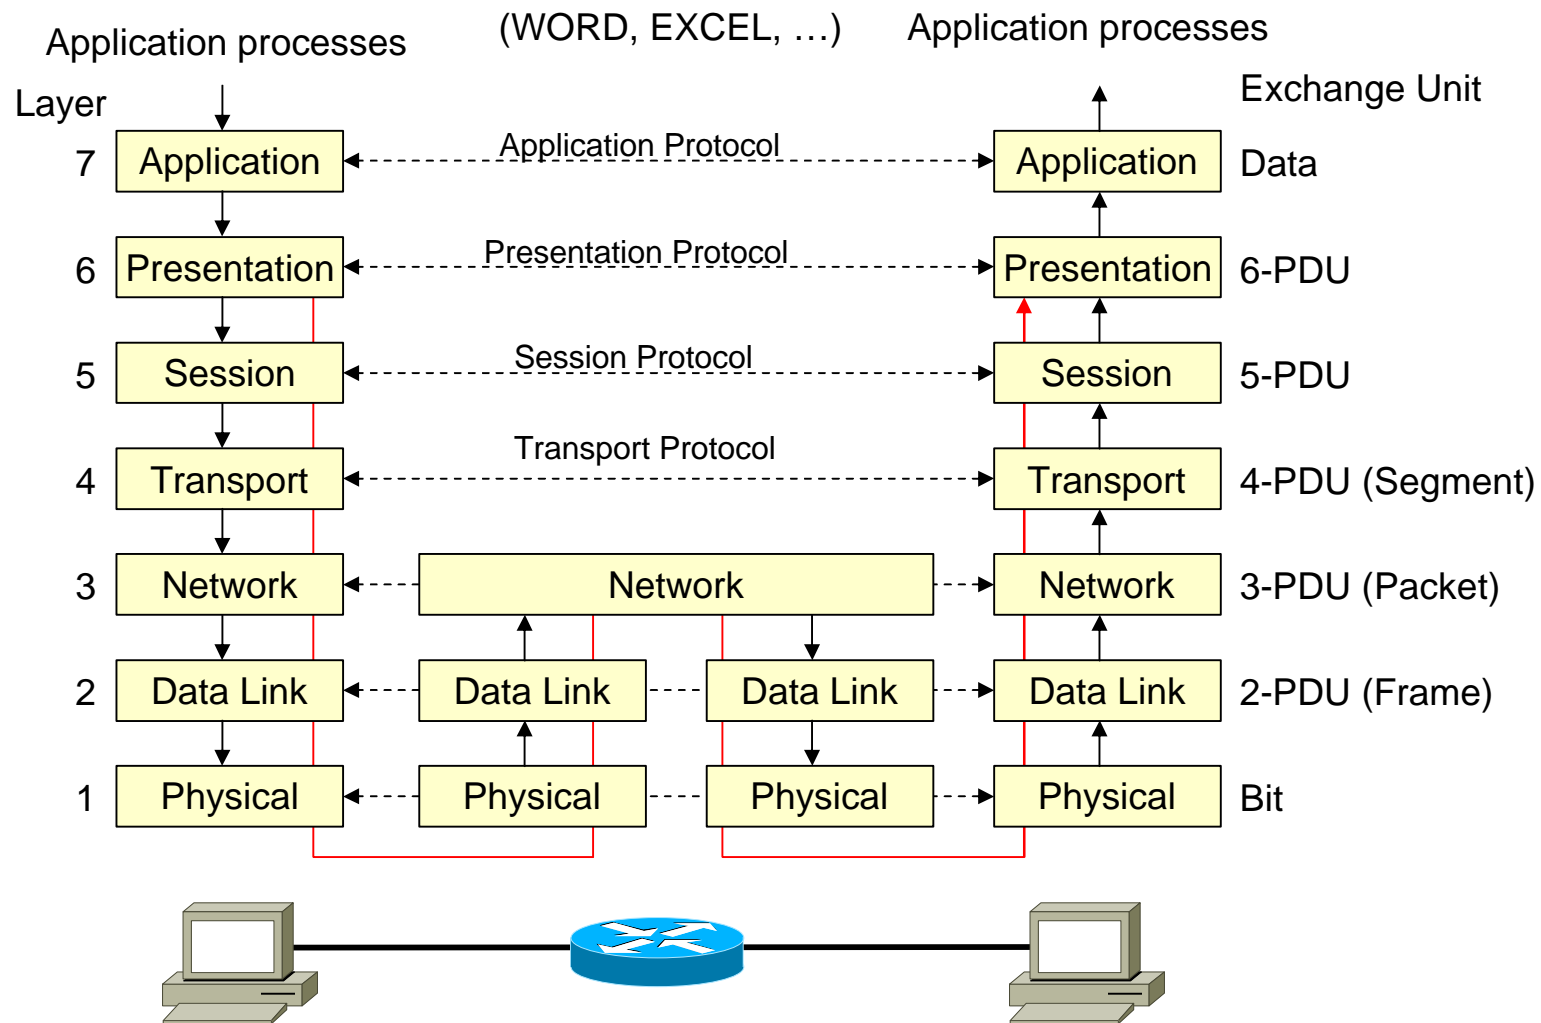 Application processes (WORD, EXCEL, …) Application processes
Layer Exchange Unit
7 Application Application Protocol Application Data
6 Presentation Presentation Protocol Presentation 6-PDU
5 Session Session Protocol Session 5-PDU
4 Transport Transport Protocol Transport 4-PDU (Segment)
3 Network Network Network 3-PDU (Packet)
2 Data Link Data Link Data Link Data Link 2-PDU (Frame)
1 Physical Physical Physical Physical Bit